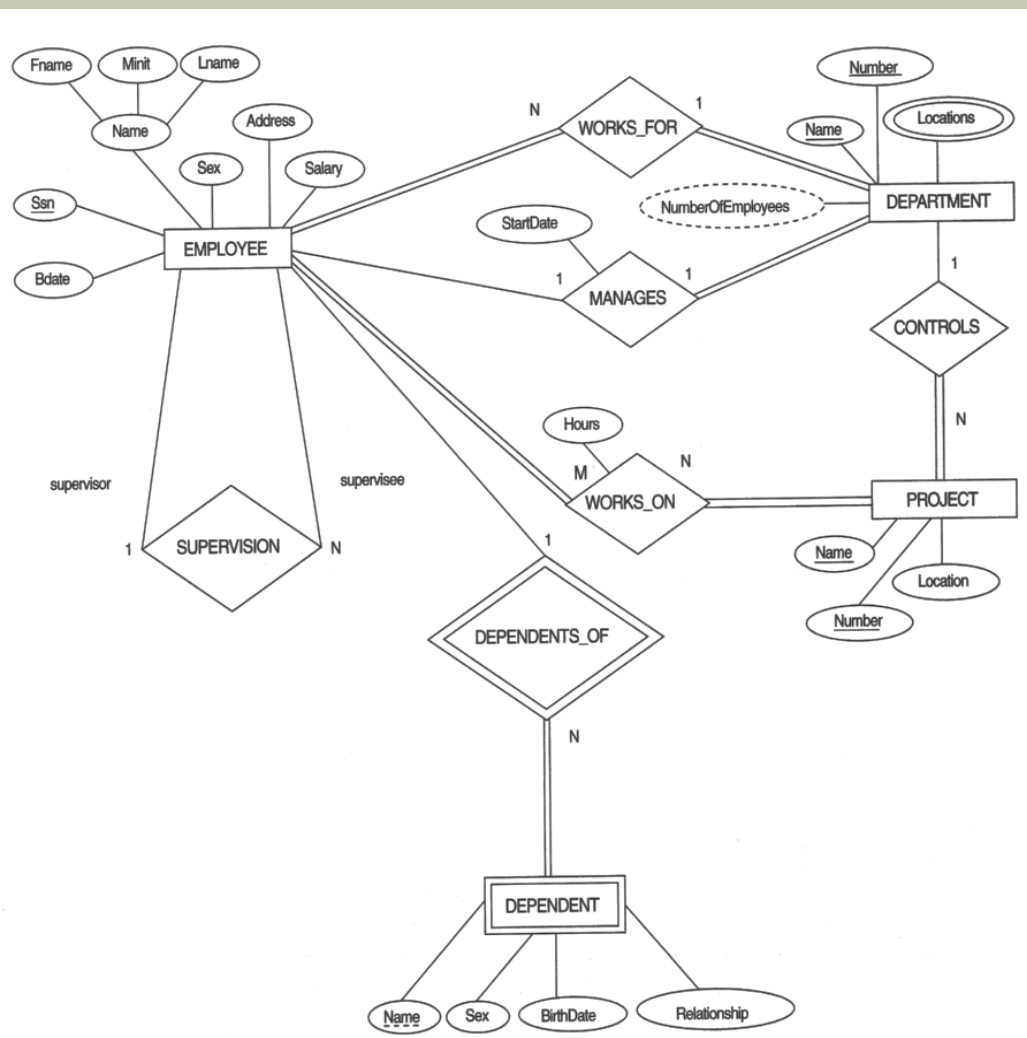 Fname
Minit
Lname
Name
Address
Sex
Salary
Ssn
Bdate
EMPLOYEE
N
WORKS_FOR
1
Number
Name
Locations
NumberOfEmployees
DEPARTMENT
StartDate
1
MANAGES
1
1
CONTROLS
N
Hours
M
N
WORKS_ON
PROJECT
Name
Number
Location
supervisor
supervisee
1
SUPERVISION
N
1
DEPENDENTS_OF
N
DEPENDENT
Name
Sex
BirthDate
Relationship